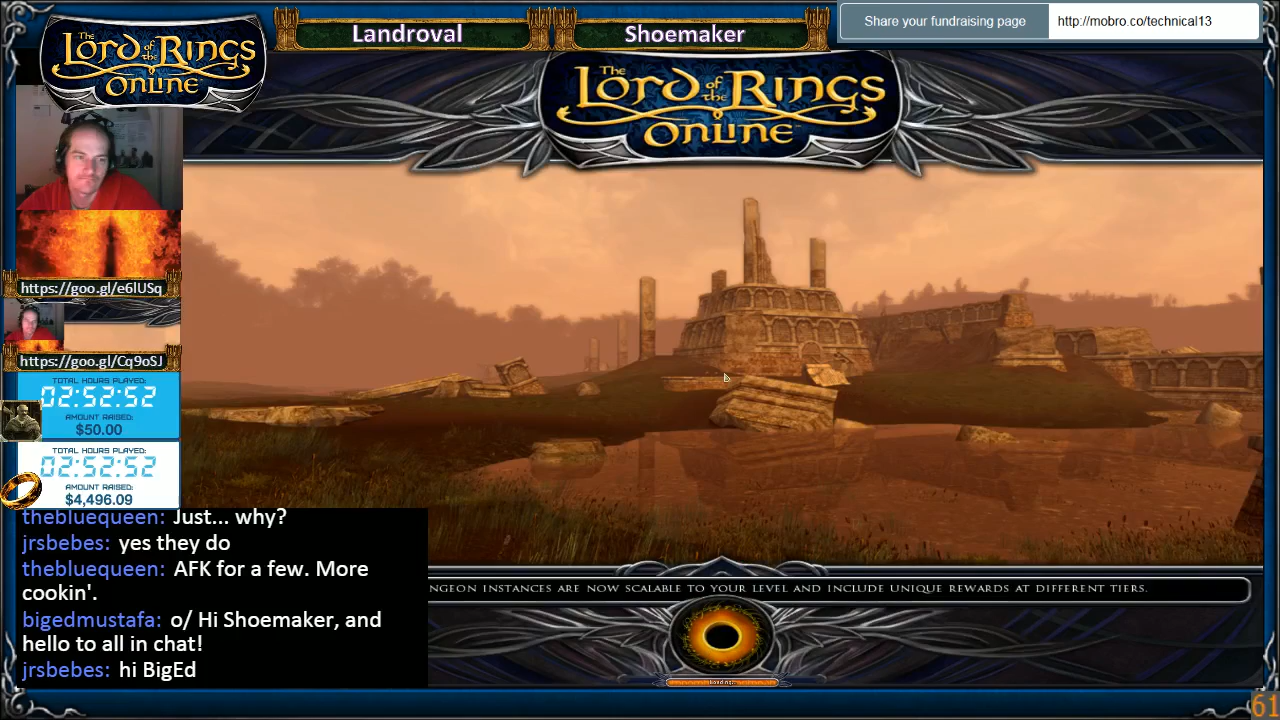 The
Lord of the Rings
Online
Landroval
Shoemaker
Share your fundraising page
http://mobro.co/technical13
The
Lord of the Rings
Online
https://goo.gl/e6lUSq
https://goo.gl/Cq9oSJ
TOTAL HOURS PLAYED:
02:52:52
AMOUNT RAISED:
$50.00
TOTAL HOURS PLAYED:
02:52:52
AMOUNT RAISED:
$4,496.09
thebluequeen: Just... why?
jrsbebes: yes they do
thebluequeen: AFK for a few. More
cookin'.
bigedmustafa: o/ Hi Shoemaker, and
hello to all in chat!
jrsbebes: hi BigEd
NGEON INSTANCES ARE NOW SCALABLE TO YOUR LEVEL AND INCLUDE UNIQUE REWARDS AT DIFFERENT TIERS.
Loading...
61